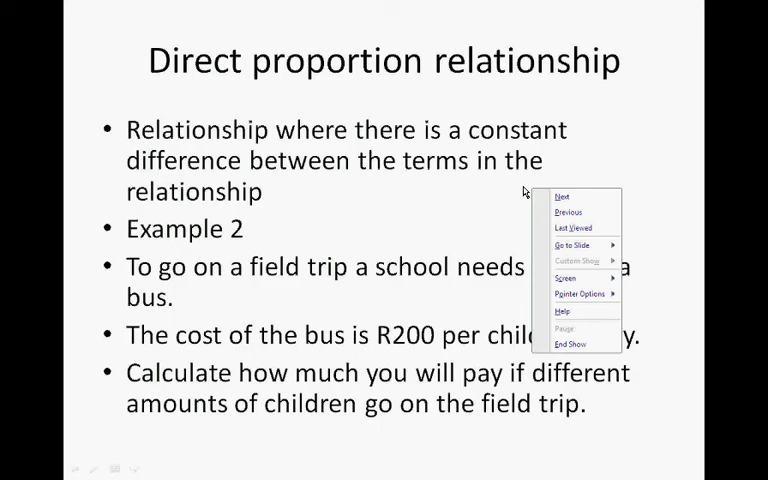 Direct proportion relationship
• Relationship where there is a constant
difference between the terms in the
relationship
• Example 2
• To go on a field trip a school needs a
bus.
• The cost of the bus is R200 per chil y.
• Calculate how much you will pay if different
amounts of children go on the field trip.
Next
Previous
Last Viewed
Go to Slide
Custom Show
Screen
Pointer Options
Help
Pause
End Show